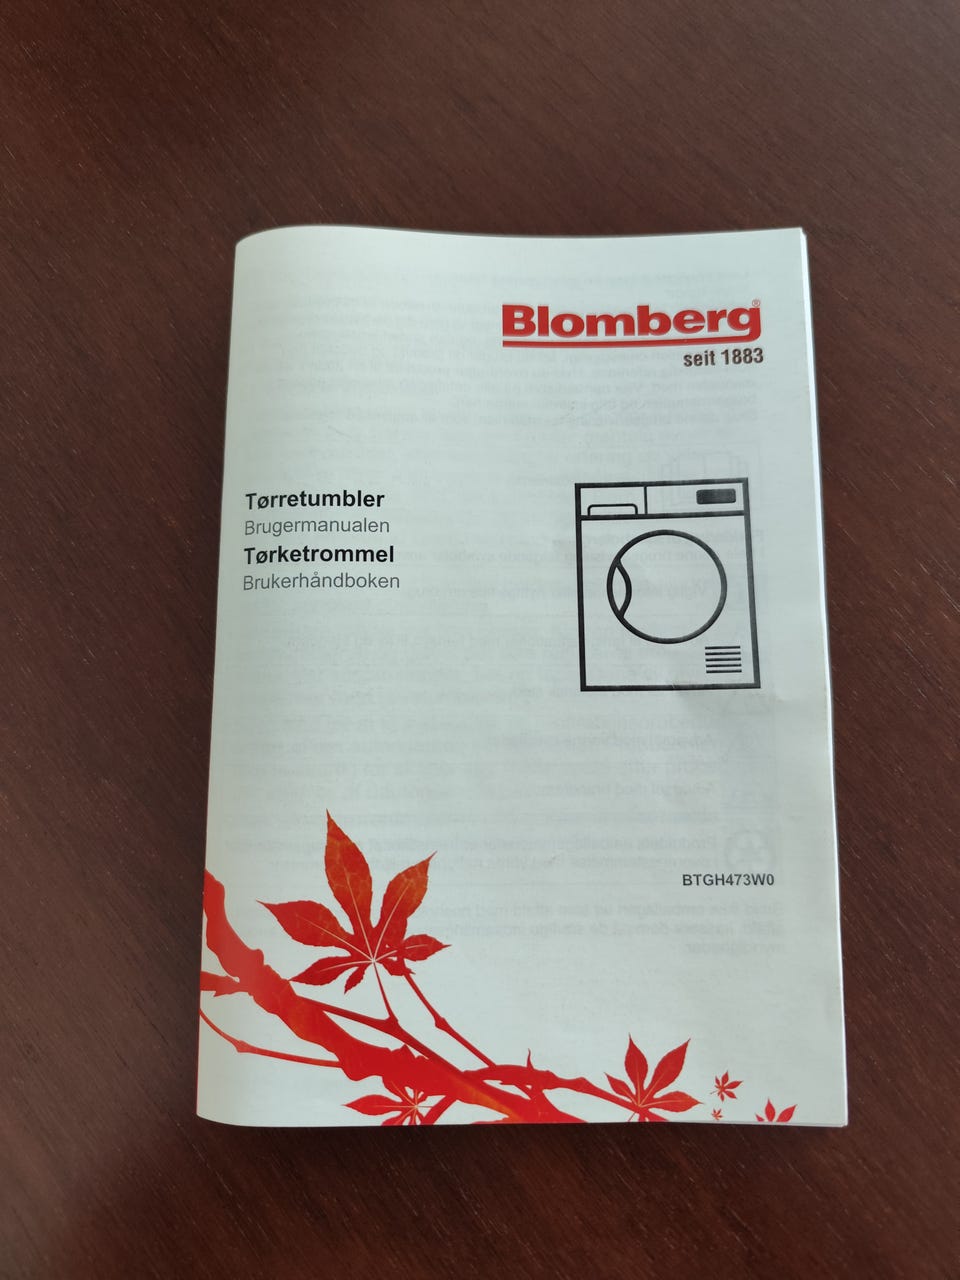 Blomberg®
seit 1883
Tørretumbler
Brugermanualen
Tørketrommel
Brukerhåndboken
BTGH473W0